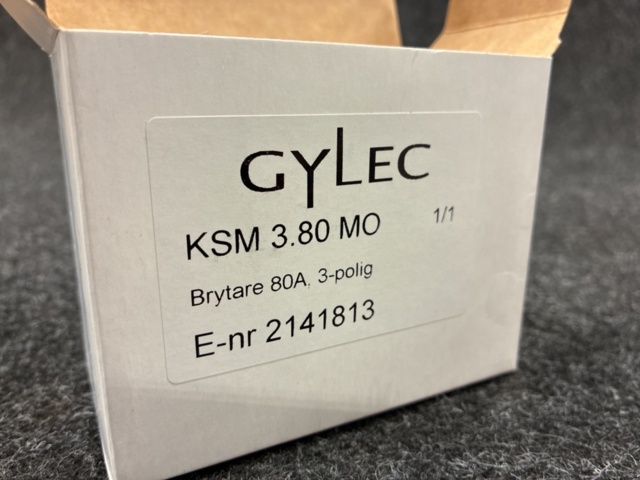 GYLEC
KSM 3.80 MO 1/1
Brytare 80A, 3-polig
E-nr 2141813